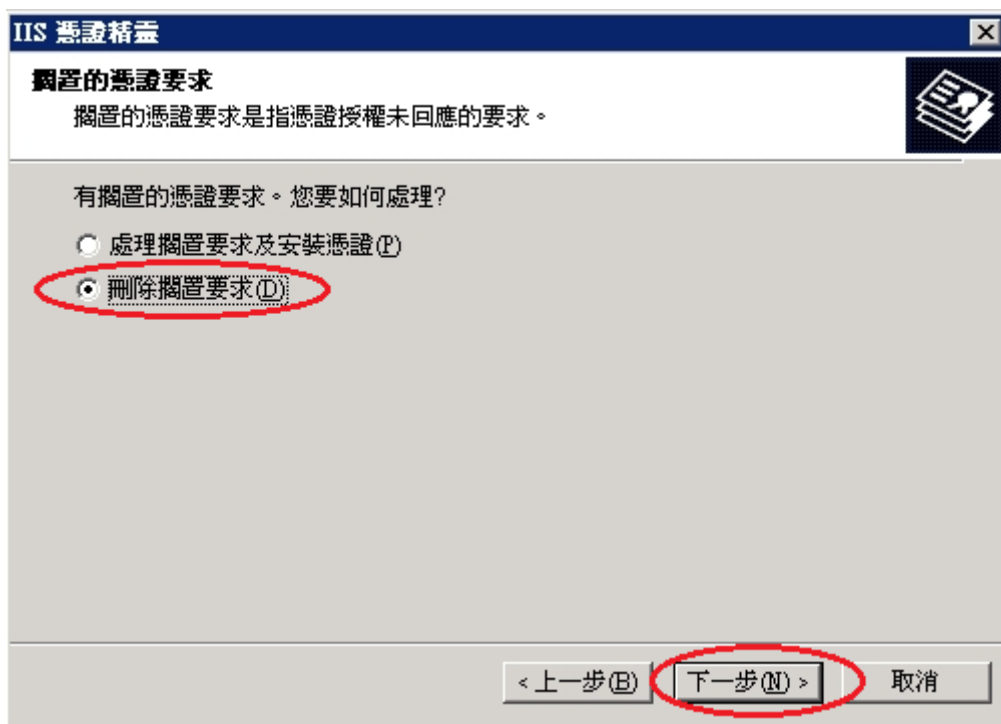 IIS 憑證精靈
擱置的憑證要求
擱置的憑證要求是指憑證授權未回應的要求。
有擱置的憑證要求。您要如何處理?
處理擱置要求及安裝憑證(P)
刪除擱置要求(D)
< 上一步(B)
下一步(N) >
取消